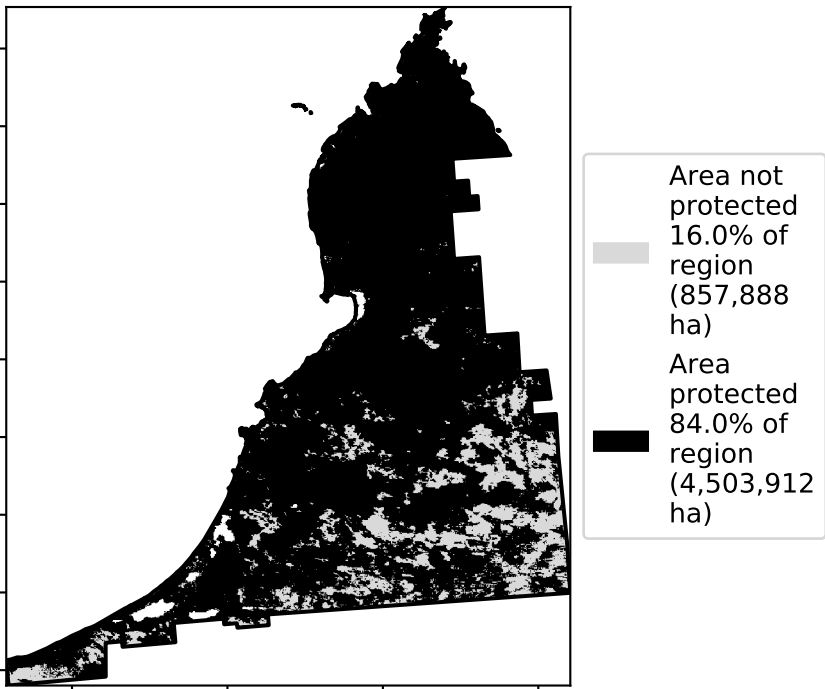 Area not
protected
16.0% of
region
(857,888
ha)
Area
protected
84.0% of
region
(4,503,912
ha)